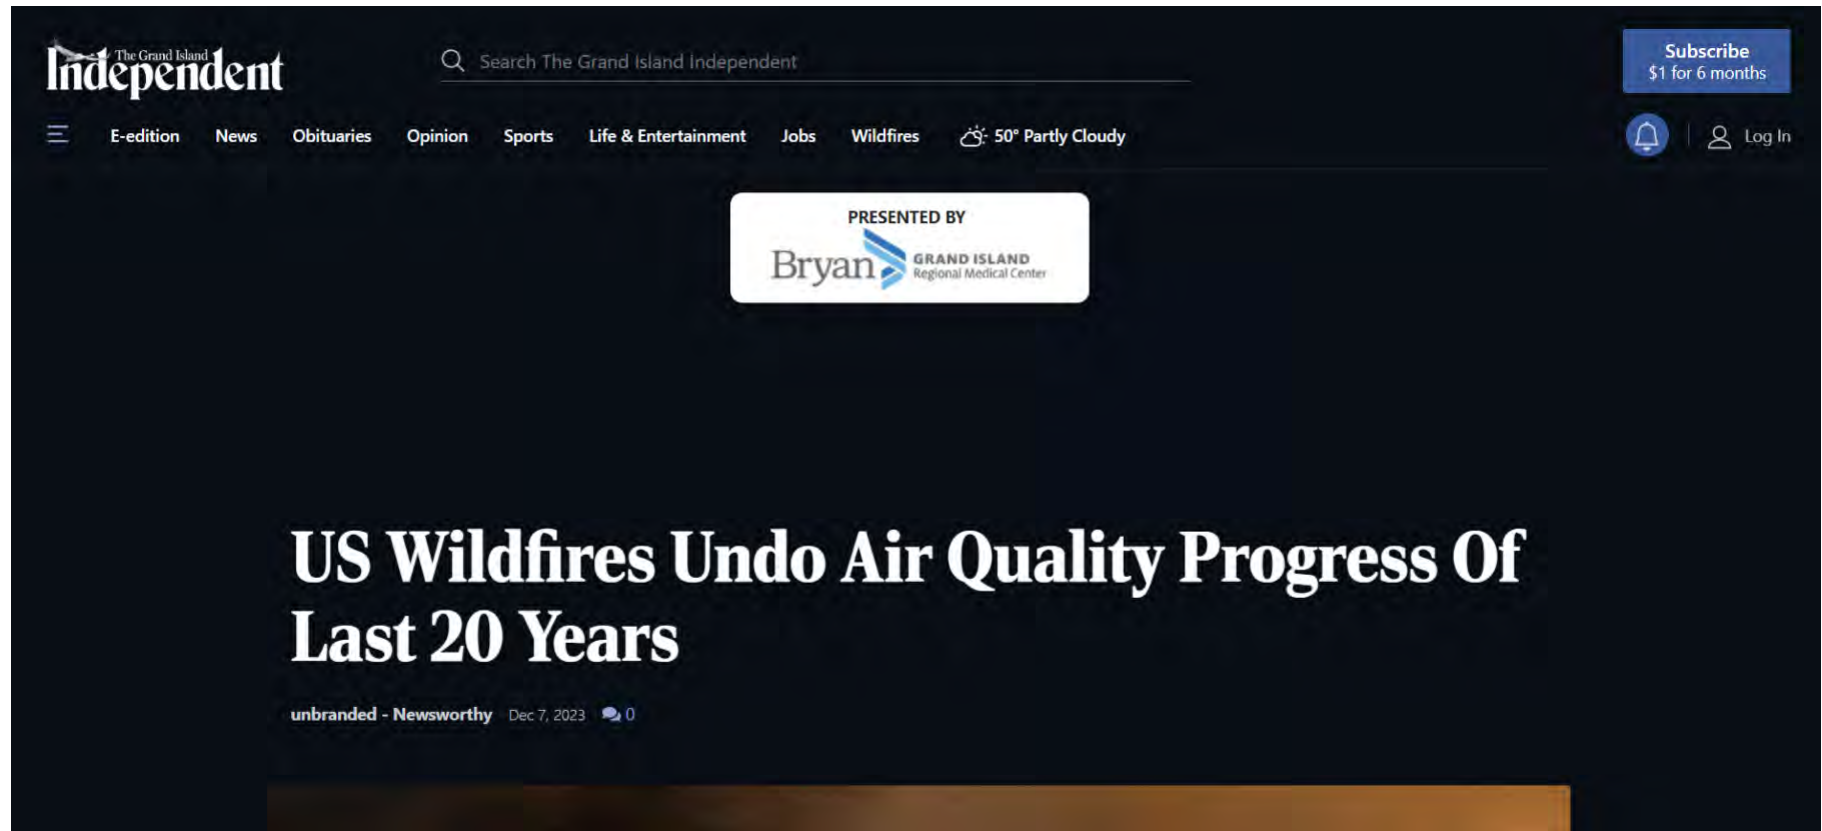 The Grand Island
Independent
Search The Grand Island Independent
Subscribe
$1 for 6 months
E-edition News Obituaries Opinion Sports Life & Entertainment Jobs Wildfires 50° Partly Cloudy
Log In
PRESENTED BY
Bryan GRAND ISLAND
Regional Medical Center
US Wildfires Undo Air Quality Progress Of
Last 20 Years
unbranded - Newsworthy Dec 7, 2023 0